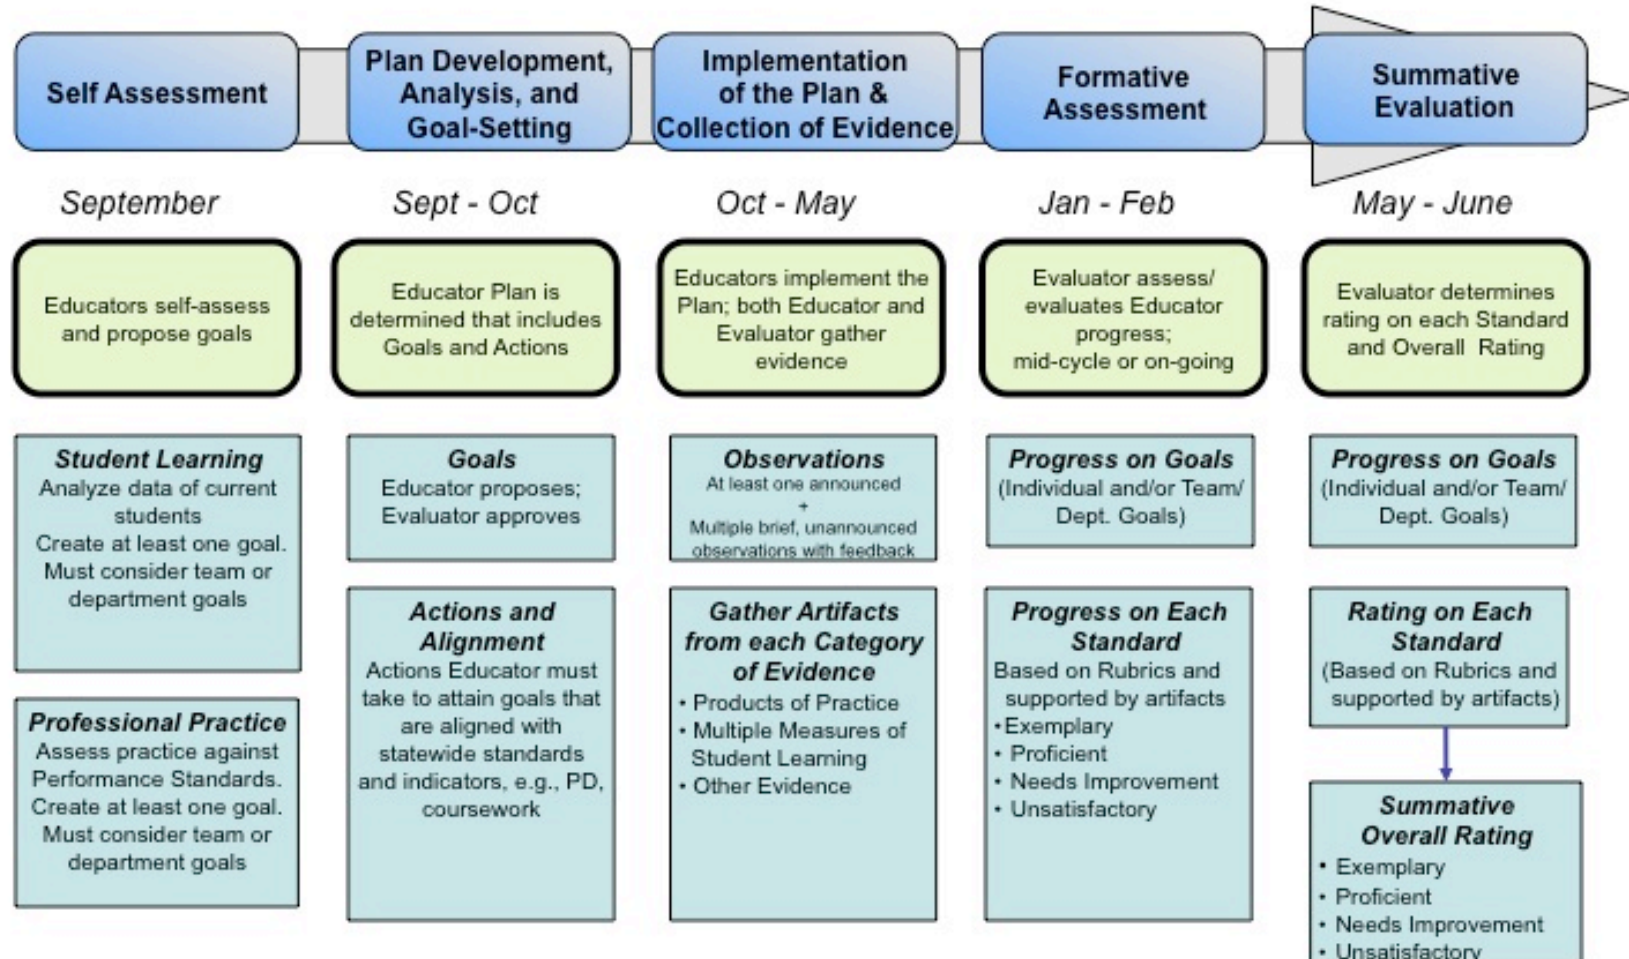 Self Assessment
Plan Development,
Analysis, and
Goal-Setting
Implementation
of the Plan &
Collection of Evidence
Formative
Assessment
Summative
Evaluation
September
Sept - Oct
Oct - May
Jan - Feb
May - June
Educators self-assess
and propose goals
Educator Plan is
determined that includes
Goals and Actions
Educators implement the
Plan; both Educator and
Evaluator gather
evidence
Evaluator assess/
evaluates Educator
progress;
mid-cycle or on-going
Evaluator determines
rating on each Standard
and Overall Rating
Student Learning
Analyze data of current
students
Create at least one goal.
Must consider team or
department goals
Professional Practice
Assess practice against
Performance Standards.
Create at least one goal.
Must consider team or
department goals
Goals
Educator proposes;
Evaluator approves
Actions and
Alignment
Actions Educator must
take to attain goals that
are aligned with
statewide standards
and indicators, e.g., PD,
coursework
Observations
At least one announced
+
Multiple brief, unannounced
observations with feedback
Gather Artifacts
from each Category
of Evidence
• Products of Practice
• Multiple Measures of
Student Learning
• Other Evidence
Progress on Goals
(Individual and/or Team/
Dept. Goals)
Progress on Each
Standard
Based on Rubrics and
supported by artifacts
•Exemplary
• Proficient
• Needs Improvement
• Unsatisfactory
Progress on Goals
(Individual and/or Team/
Dept. Goals)
Rating on Each
Standard
(Based on Rubrics and
supported by artifacts)
Summative
Overall Rating
• Exemplary
• Proficient
• Needs Improvement
• Unsatisfactory